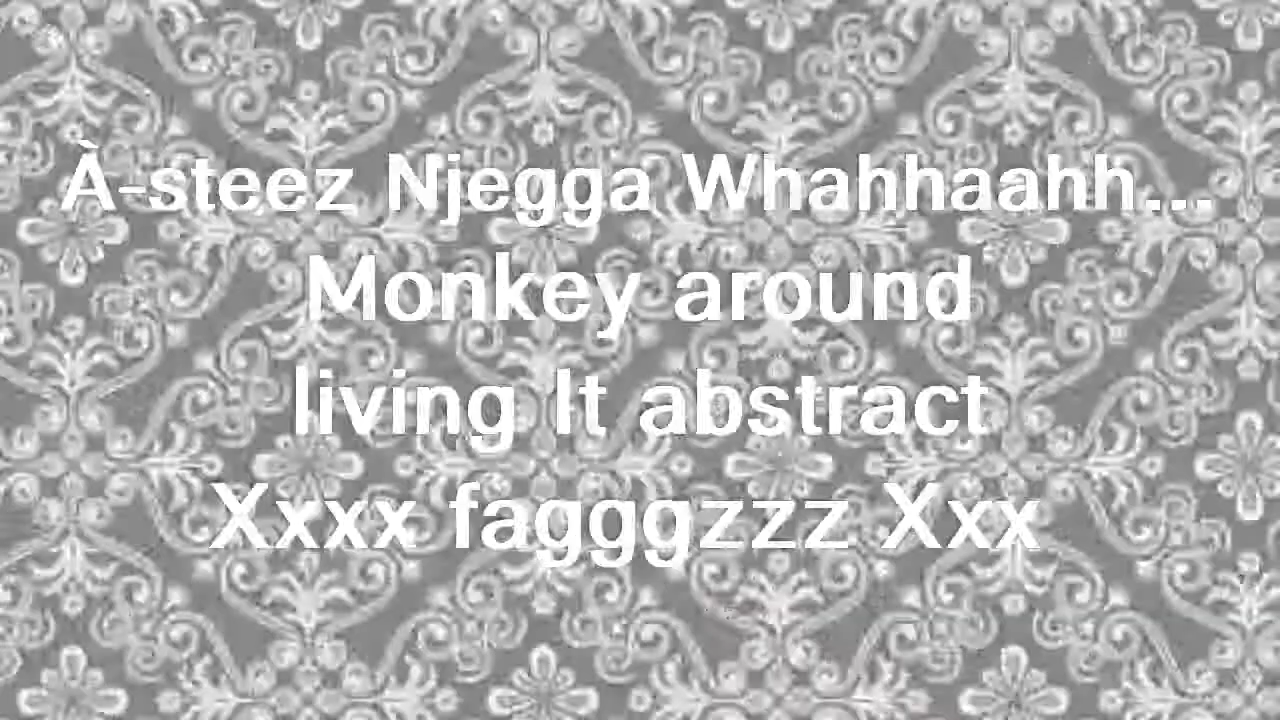 À-steez Njegga Whahhaahh...
Monkey around
living It abstract
Xxxx fagggzzz Xxx